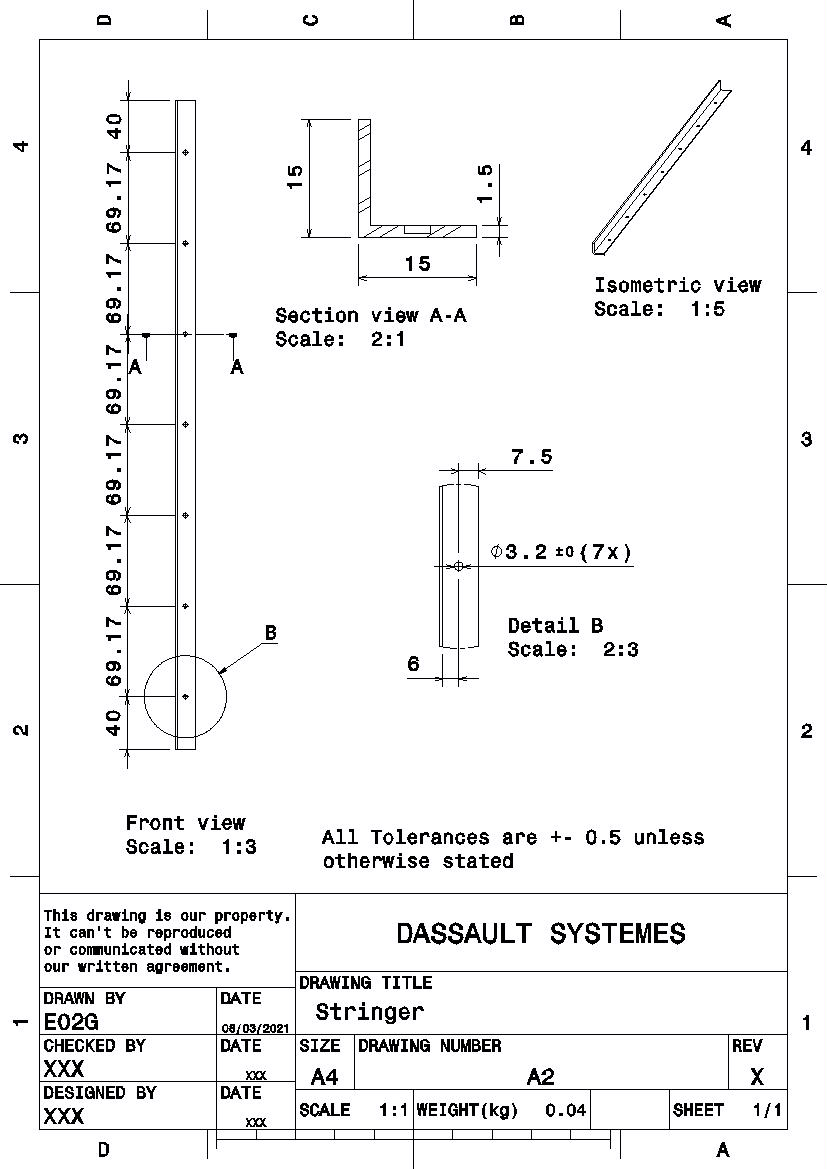 D C B A
4 4
3 3
2 2
1 1
40
69.17
69.17
69.17
69.17
69.17
69.17
40
A A
B
Front view
Scale: 1:3
15
1.5
15
Section view A-A
Scale: 2:1
Isometric view
Scale: 1:5
7.5
Ø3.2 ±0 (7x)
6
Detail B
Scale: 2:3
All Tolerances are +- 0.5 unless
otherwise stated
This drawing is our property.
It can't be reproduced
or communicated without
our written agreement.
DASSAULT SYSTEMES
DRAWING TITLE
Stringer
DRAWN BY DATE
E02G 08/03/2021
CHECKED BY DATE
XXX XXX
DESIGNED BY DATE
XXX XXX
SIZE DRAWING NUMBER REV
A4 A2 X
SCALE 1:1 WEIGHT(kg) 0.04 SHEET 1/1
D A